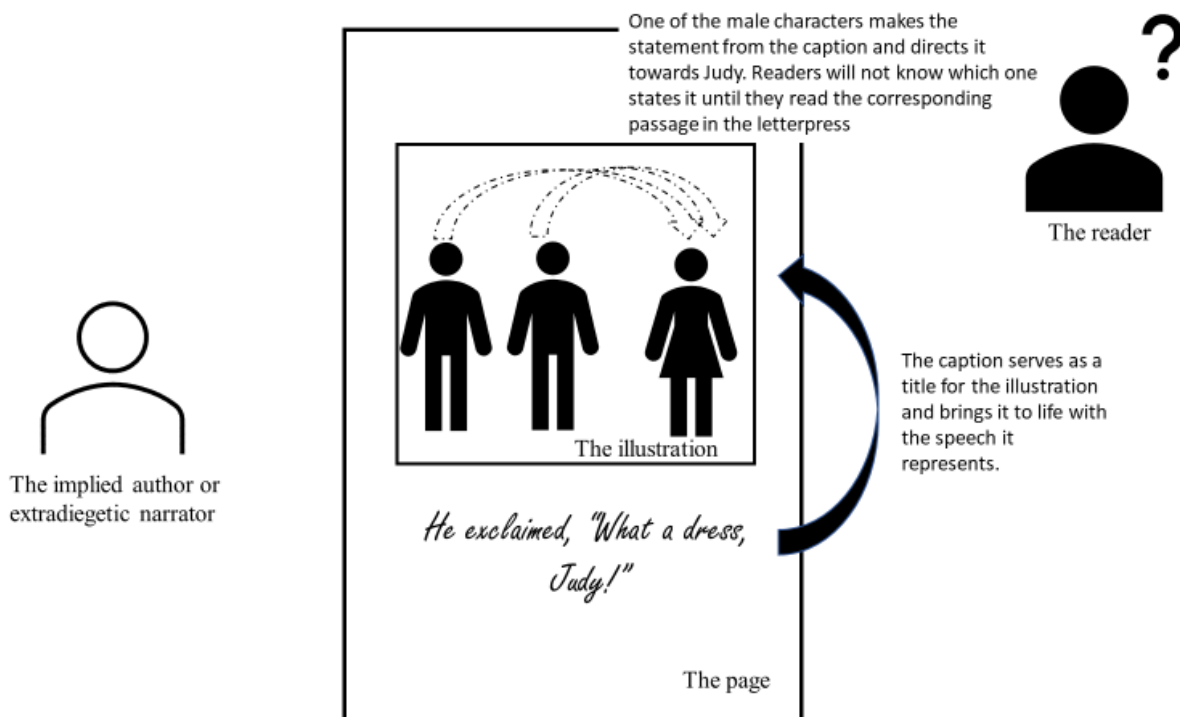 One of the male characters makes the
statement from the caption and directs it
towards Judy. Readers will not know which one
states it until they read the corresponding
passage in the letterpress
?
The reader
The illustration
The caption serves as a
title for the illustration
and brings it to life with
the speech it
represents.
The implied author or
extradiegetic narrator
He exclaimed, "What a dress,
Judy!"
The page